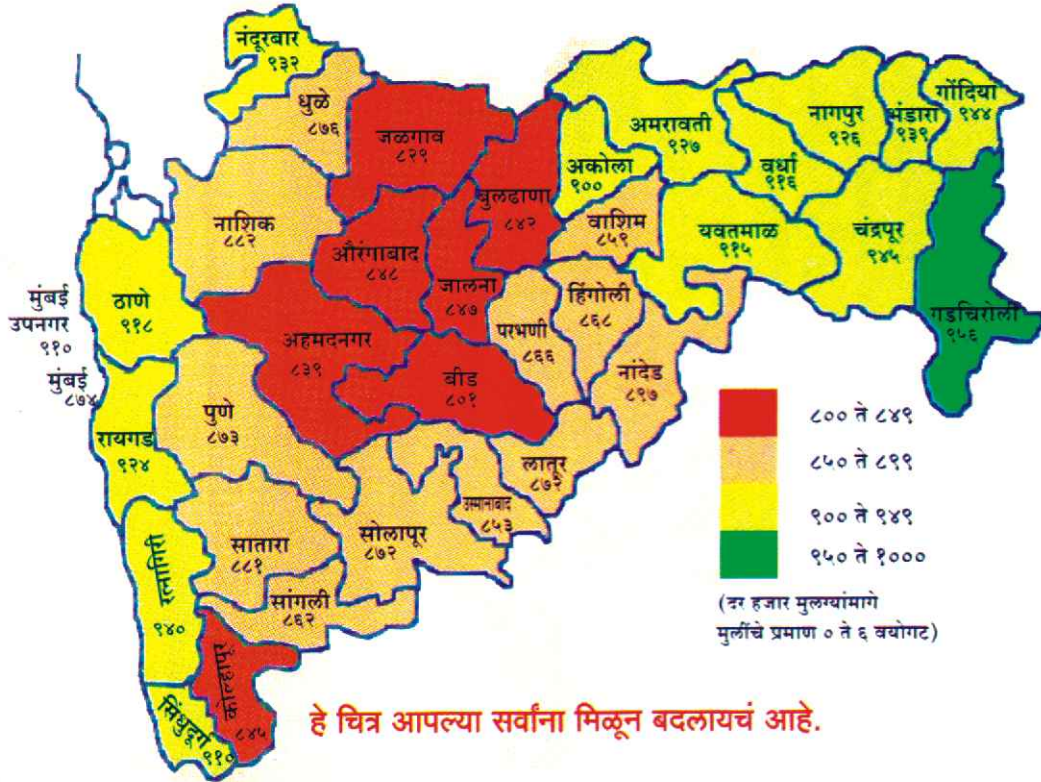 नंदूरबार
९३२
धुळे
८७६
जळगाव
८२९
बुलढाणा
८४२
अकोला
९००
अमरावती
९२७
वर्धा
९१६
नागपुर
९२६
भंडारा
९३९
गोंदिया
९४४
नाशिक
८८२
औरंगाबाद
८४८
जालना
८४७
वाशिम
८५९
यवतमाळ
९१५
चंद्रपूर
९४५
गडचिरोली
९५६
ठाणे
९१८
मुंबई
उपनगर
९१०
मुंबई
८७४
अहमदनगर
८३९
बीड
८०१
परभणी
८६६
हिंगोली
८६८
नांदेड
८९७
रायगड
९२४
पुणे
८७३
लातूर
८७२
उस्मानाबाद
८५३
सोलापूर
८७२
सातारा
८८१
सांगली
८६२
रत्नागिरी
९४०
कोल्हापूर
८४५
सिंधुदूर्ग
९१०
८०० ते ८४९
८५० ते ८९९
९०० ते ९४९
९५० ते १०००
(दर हजार मुलग्यांमागे
मुलींचे प्रमाण ० ते ६ वयोगट)
हे चित्र आपल्या सर्वांना मिळून बदलायचं आहे.